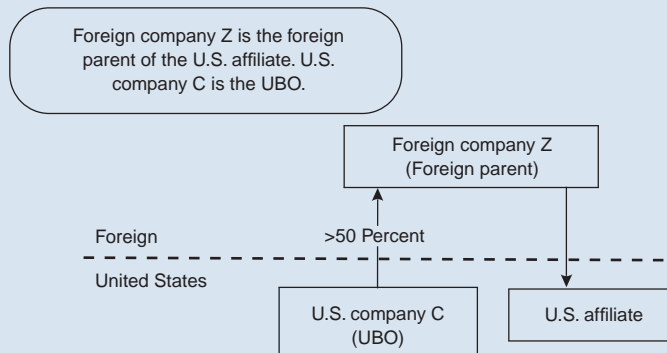 Foreign company Z is the foreign
parent of the U.S. affiliate. U.S.
company C is the UBO.
Foreign company Z
(Foreign parent)
Foreign
>50 Percent
United States
U.S. company C
(UBO)
U.S. affiliate